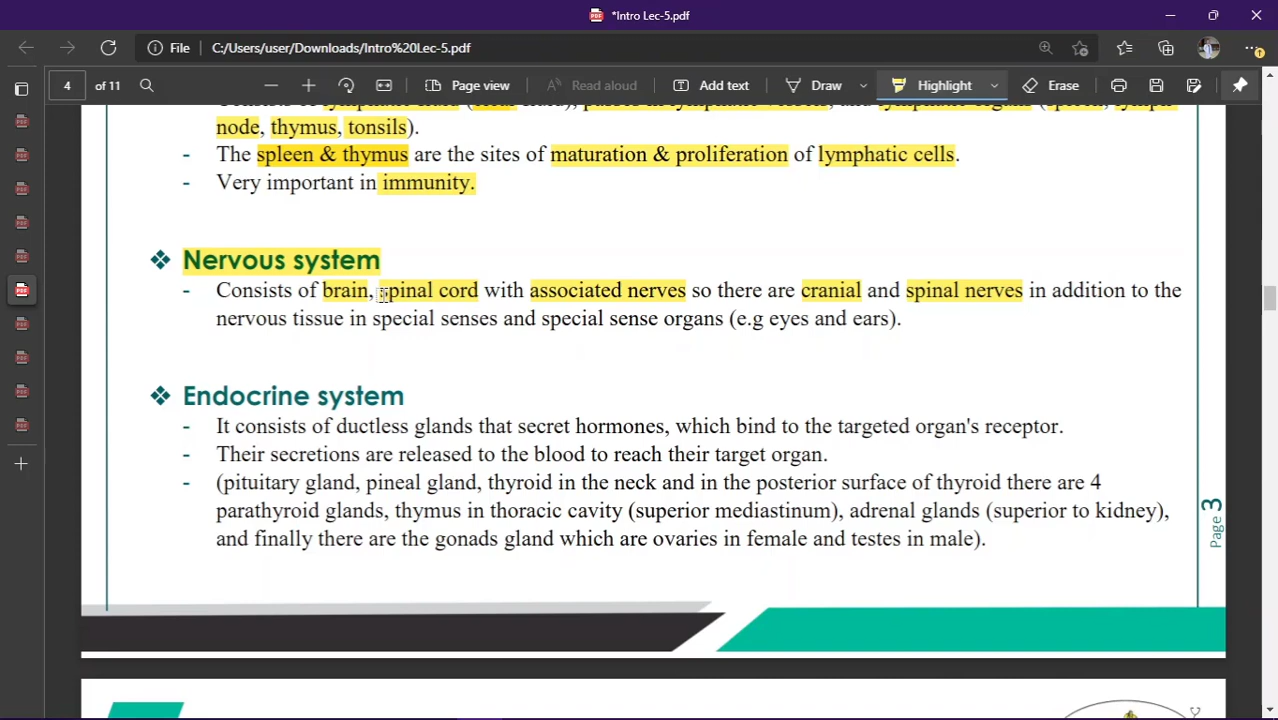 *Intro Lec-5.pdf
File C:/Users/user/Downloads/Intro%20Lec-5.pdf
4 of 11 Page view Read aloud Add text Draw Highlight Erase
node, thymus, tonsils).
- The spleen & thymus are the sites of maturation & proliferation of lymphatic cells.
- Very important in immunity.
❖ Nervous system
- Consists of brain, spinal cord with associated nerves so there are cranial and spinal nerves in addition to the
nervous tissue in special senses and special sense organs (e.g eyes and ears).
❖ Endocrine system
- It consists of ductless glands that secret hormones, which bind to the targeted organ's receptor.
- Their secretions are released to the blood to reach their target organ.
- (pituitary gland, pineal gland, thyroid in the neck and in the posterior surface of thyroid there are 4
parathyroid glands, thymus in thoracic cavity (superior mediastinum), adrenal glands (superior to kidney),
and finally there are the gonads gland which are ovaries in female and testes in male).
Page 3